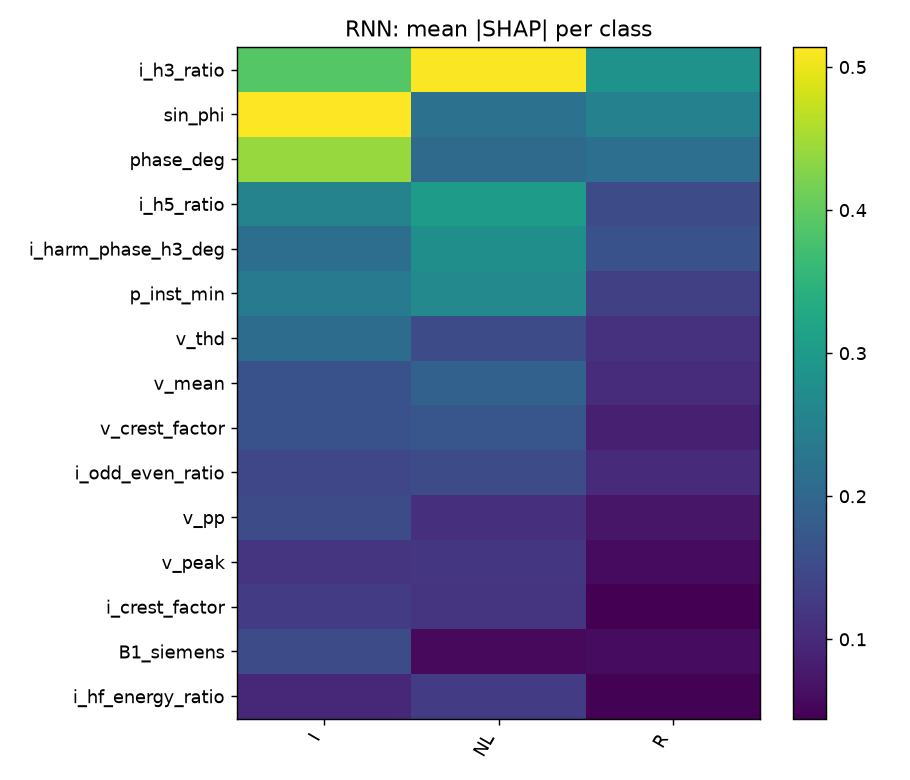 RNN: mean |SHAP| per class
i_h3_ratio
sin_phi
phase_deg
i_h5_ratio
i_harm_phase_h3_deg
p_inst_min
v_thd
v_mean
v_crest_factor
i_odd_even_ratio
v_pp
v_peak
i_crest_factor
B1_siemens
i_hf_energy_ratio
I
NL
R
0.5
0.4
0.3
0.2
0.1